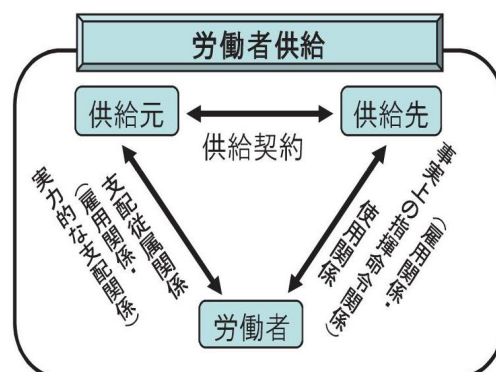 労働者供給
供給元
供給先
供給契約
支配従属関係
(雇用関係・
実力的な支配関係)
使用関係
(雇用関係・
事実上の指揮命令関係)
労働者